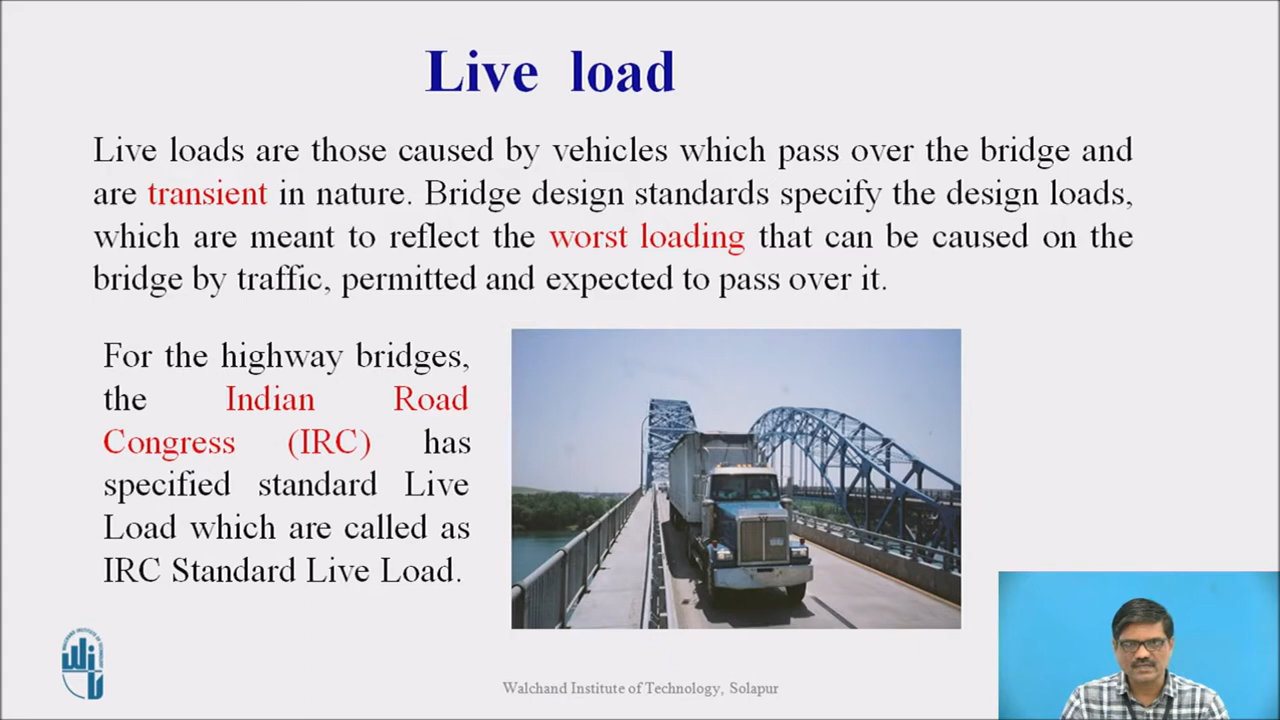 Live load
Live loads are those caused by vehicles which pass over the bridge and
are transient in nature. Bridge design standards specify the design loads,
which are meant to reflect the worst loading that can be caused on the
bridge by traffic, permitted and expected to pass over it.
For the highway bridges,
the Indian Road
Congress (IRC) has
specified standard Live
Load which are called as
IRC Standard Live Load.
Walchand Institute of Technology, Solapur